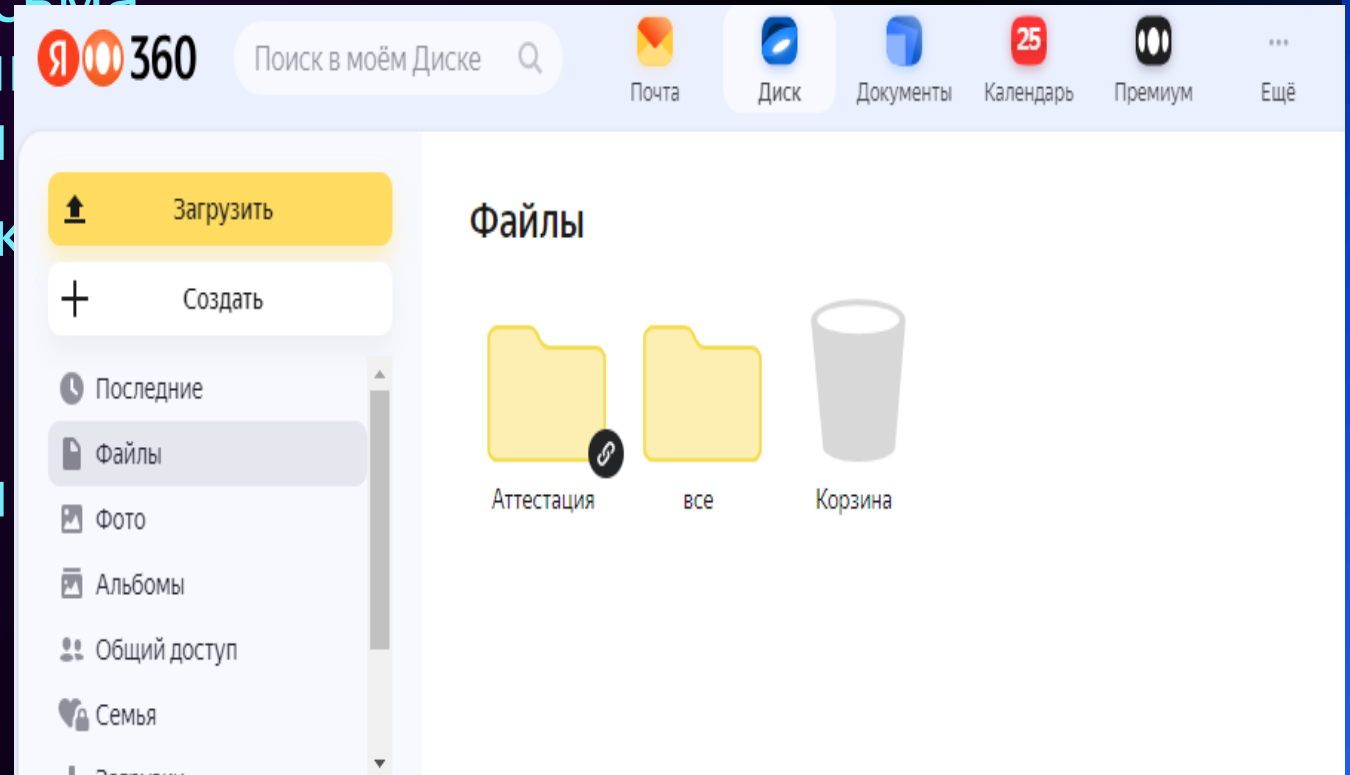 Я 360
Поиск в моём Диске
Почта
Диск
Документы
25
Календарь
Премиум
Ещё
Загрузить
Создать
Последние
Файлы
Фото
Альбомы
Общий доступ
Семья
Файлы
Аттестация
все
Корзина